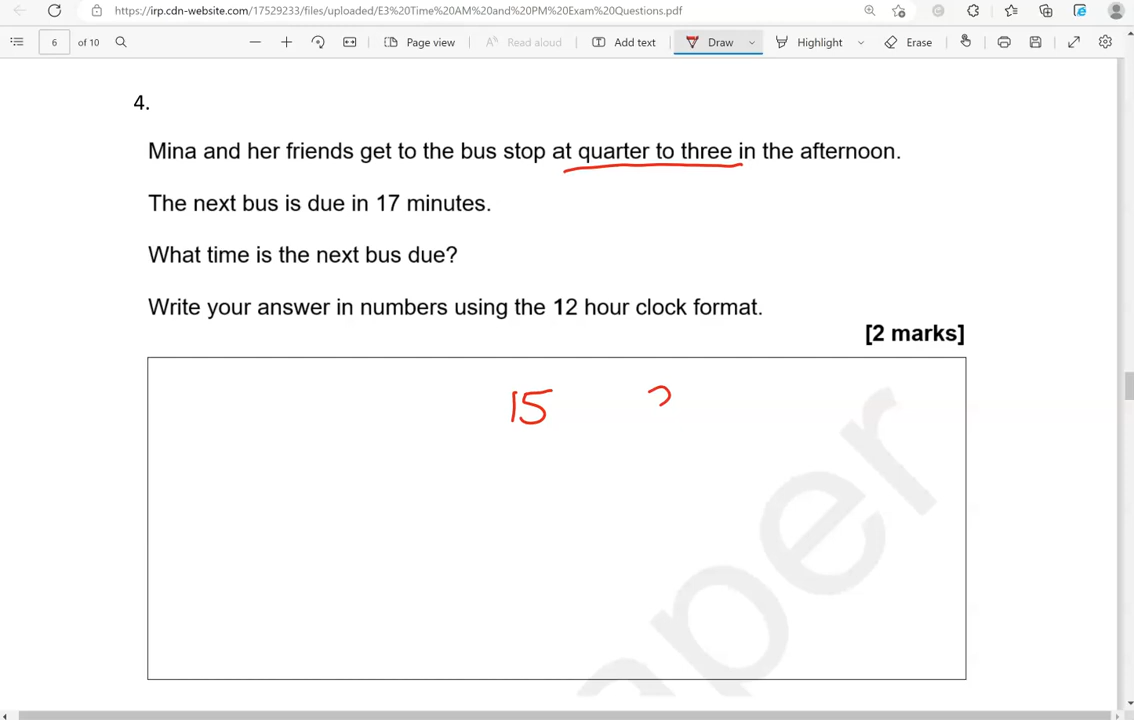 https://irp.cdn-website.com/17529233/files/uploaded/E3%20Time%20AM%20and%20PM%20Exam%20Questions.pdf
6 of 10
Page view
Read aloud
Add text
Draw
Highlight
Erase
4.
Mina and her friends get to the bus stop at quarter to three in the afternoon.
The next bus is due in 17 minutes.
What time is the next bus due?
Write your answer in numbers using the 12 hour clock format.
[2 marks]
15
aper